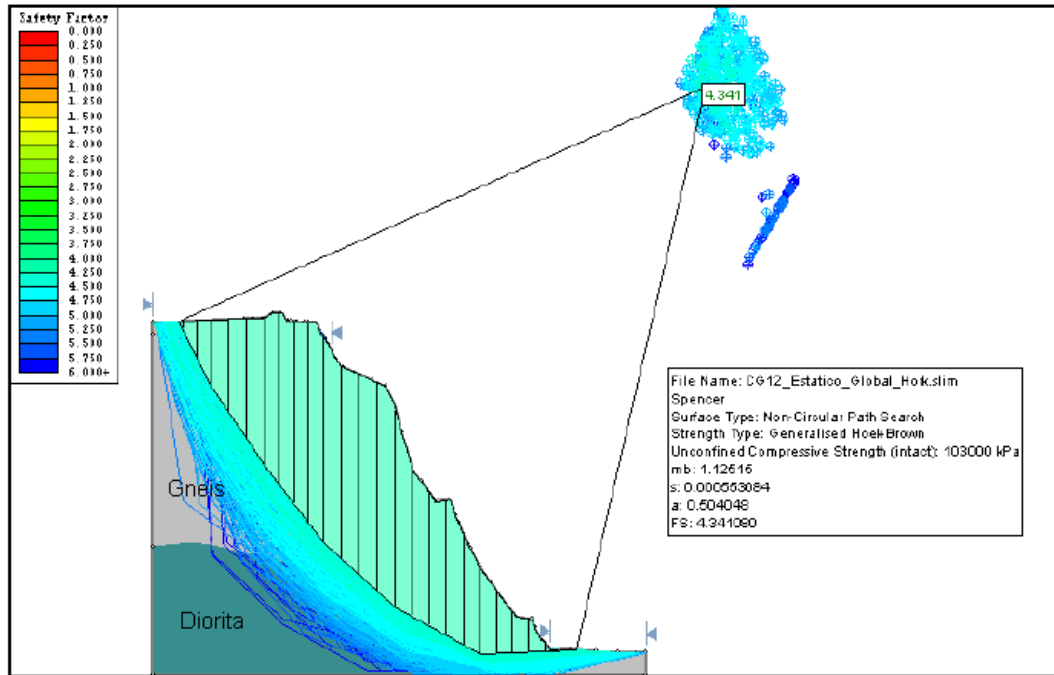 Safety Factor
0.000
0.250
0.500
0.750
1.000
1.250
1.500
1.750
2.000
2.250
2.500
2.750
3.000
3.250
3.500
3.750
4.000
4.250
4.500
4.750
5.000
5.250
5.500
5.750
6.000+
4.341
File Name: CG12_Estatico_Global_Hoik.slim
Spencer
Surface Type: Non-Circular Path Search
Strength Type: Generalised Hoek-Brown
Unconfined Compressive Strength (intact): 103000 kPa
mb: 1.12616
s: 0.000553084
a: 0.504048
FS: 4.341090
Gneis
Diorita